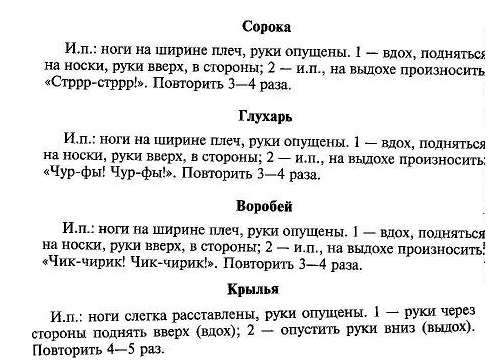 Сорока
И.п.: ноги на ширине плеч, руки опущены. 1 — вдох, подняться
на носки, руки вверх, в стороны; 2 — и.п., на выдохе произносить
«Стррр-стррр!». Повторить 3—4 раза.
Глухарь
И.п.: ноги на ширине плеч, руки опущены. 1 — вдох, подняться
на носки, руки вверх, в стороны; 2 — и.п., на выдохе произносить
«Чур-фы! Чур-фы!». Повторить 3—4 раза.
Воробей
И.п.: ноги на ширине плеч, руки опущены. 1 — вдох, подняться
на носки, руки вверх, в стороны; 2 — и.п., на выдохе произносить
«Чик-чирик! Чик-чирик!». Повторить 3—4 раза.
Крылья
И.п.: ноги слегка расставлены, руки опущены. 1 — руки через
стороны поднять вверх (вдох); 2 — опустить руки вниз (выдох).
Повторить 4—5 раз.